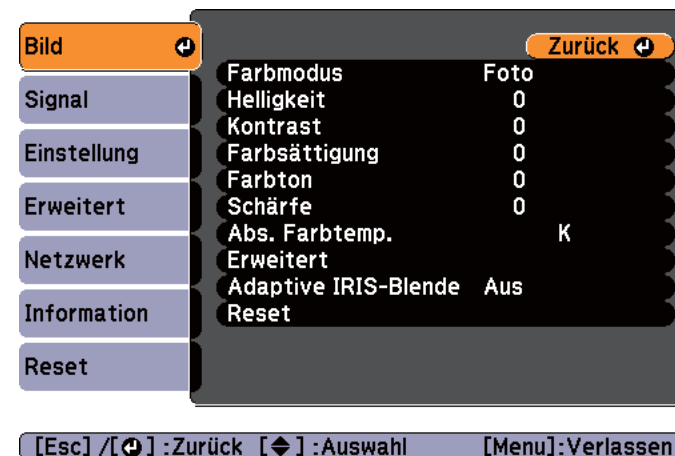 Bild
Signal
Einstellung
Erweitert
Netzwerk
Information
Reset
Zurück
Farbmodus Foto
Helligkeit 0
Kontrast 0
Farbsättigung 0
Farbton 0
Schärfe 0
Abs. Farbtemp. K
Erweitert
Adaptive IRIS-Blende Aus
Reset
[Esc] /[ ] :Zurück [ ] :Auswahl [Menu]:Verlassen